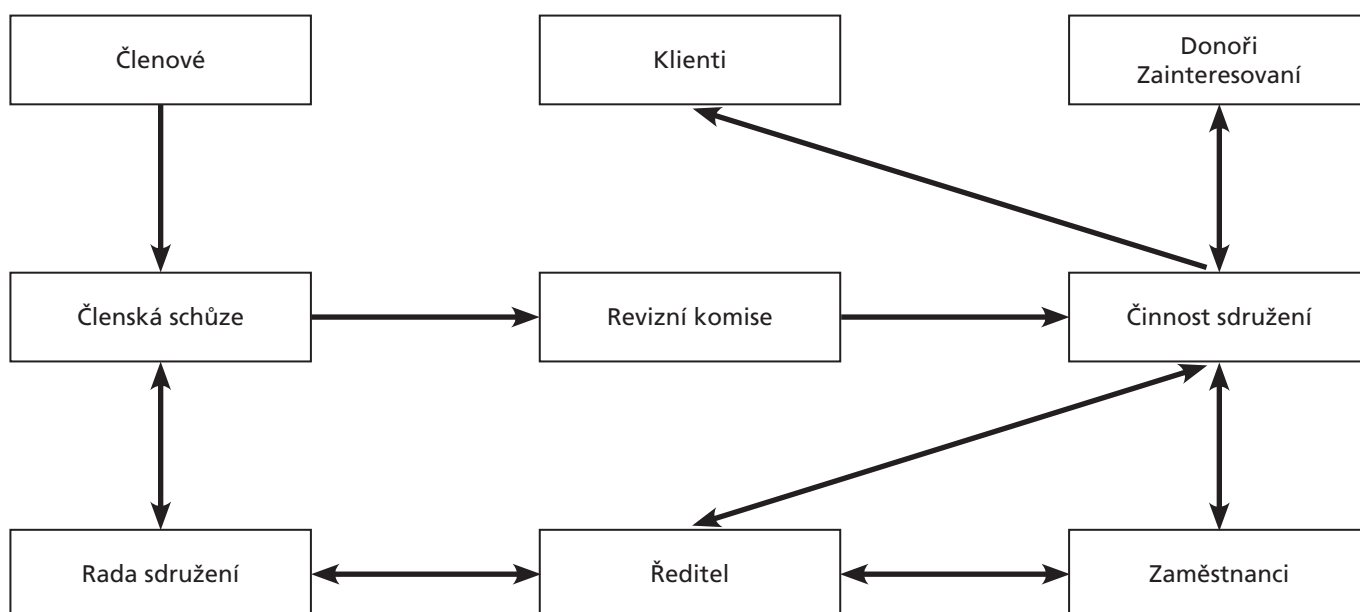 Členové
Klienti
Donoři
Zainteresovaní
Členská schůze
Revizní komise
Činnost sdružení
Rada sdružení
Ředitel
Zaměstnanci